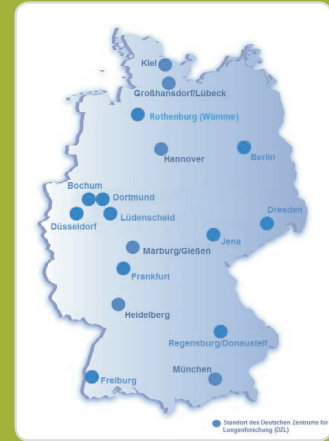 Kiel
Großhansdorf/Lübeck
Rothenburg (Wümme)
Hannover
Berlin
Bochum
Dortmund
Düsseldorf
Lüdenscheid
Dresden
Jena
Marburg/Gießen
Frankfurt
Heidelberg
Regensburg/Donaustauf
München
Freiburg
Standort des Deutschen Zentrums für
Lungenforschung (DZL)